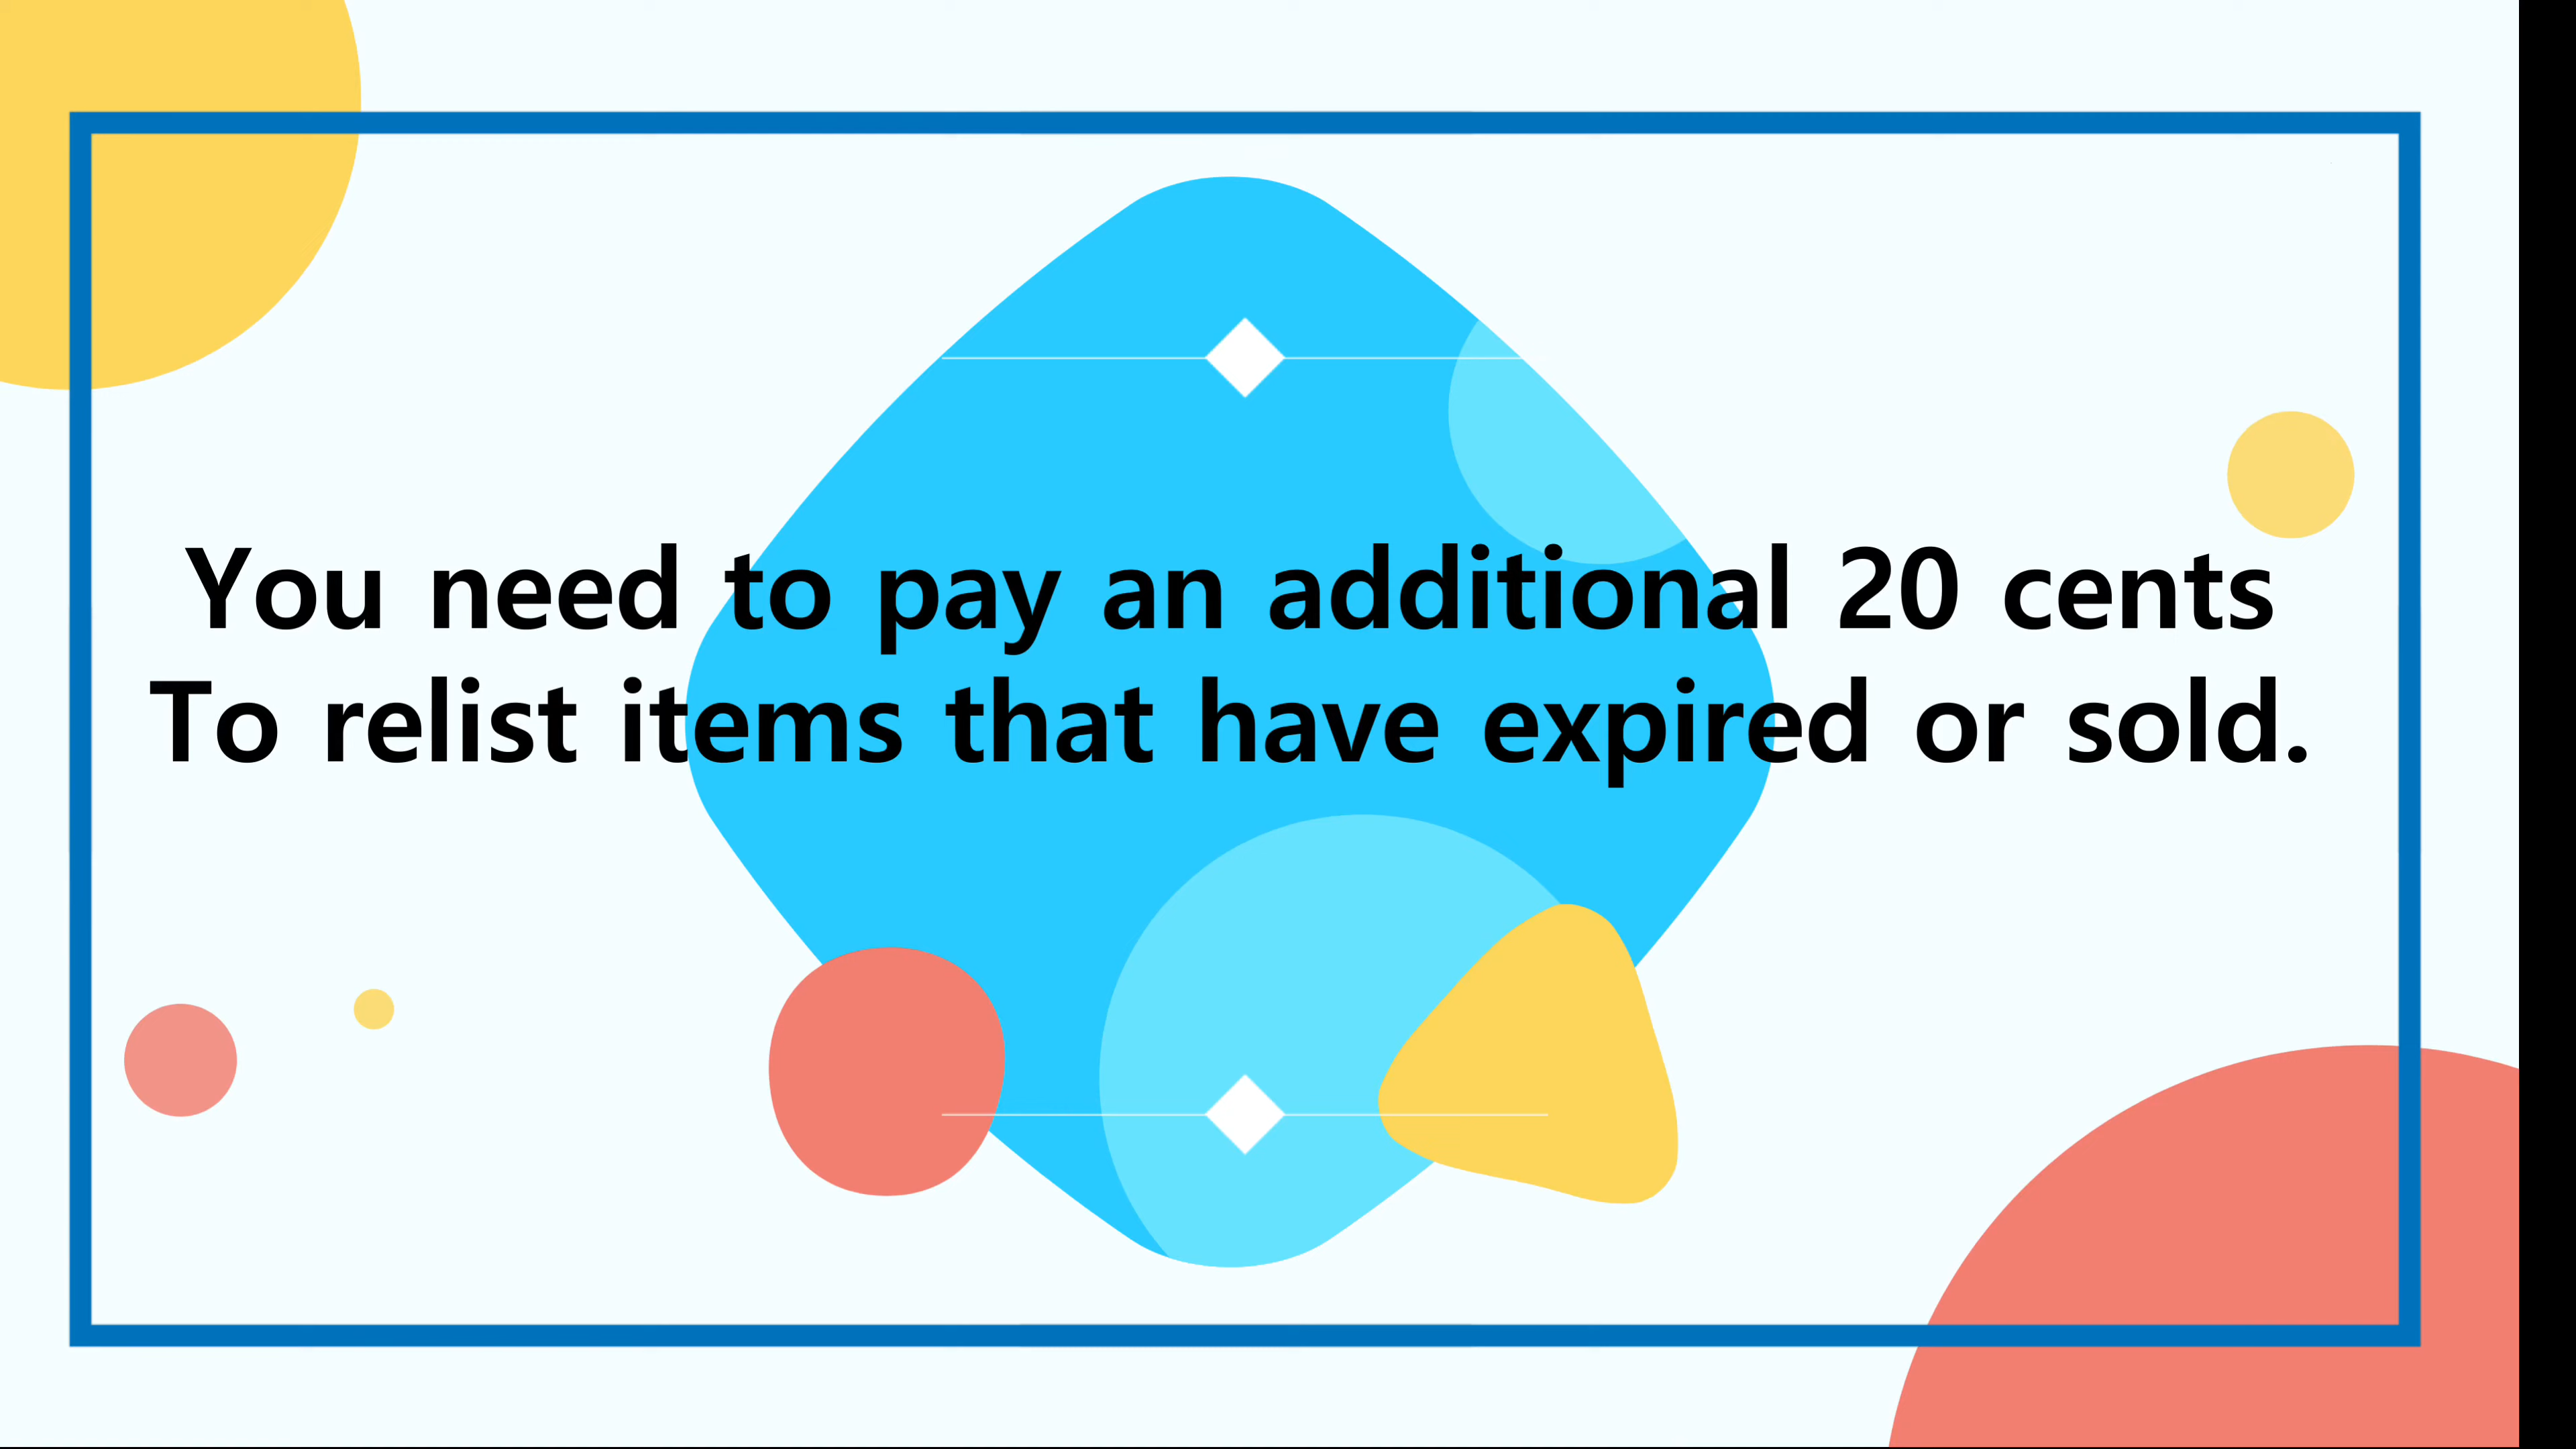 You need to pay an additional 20 cents
To relist items that have expired or sold.